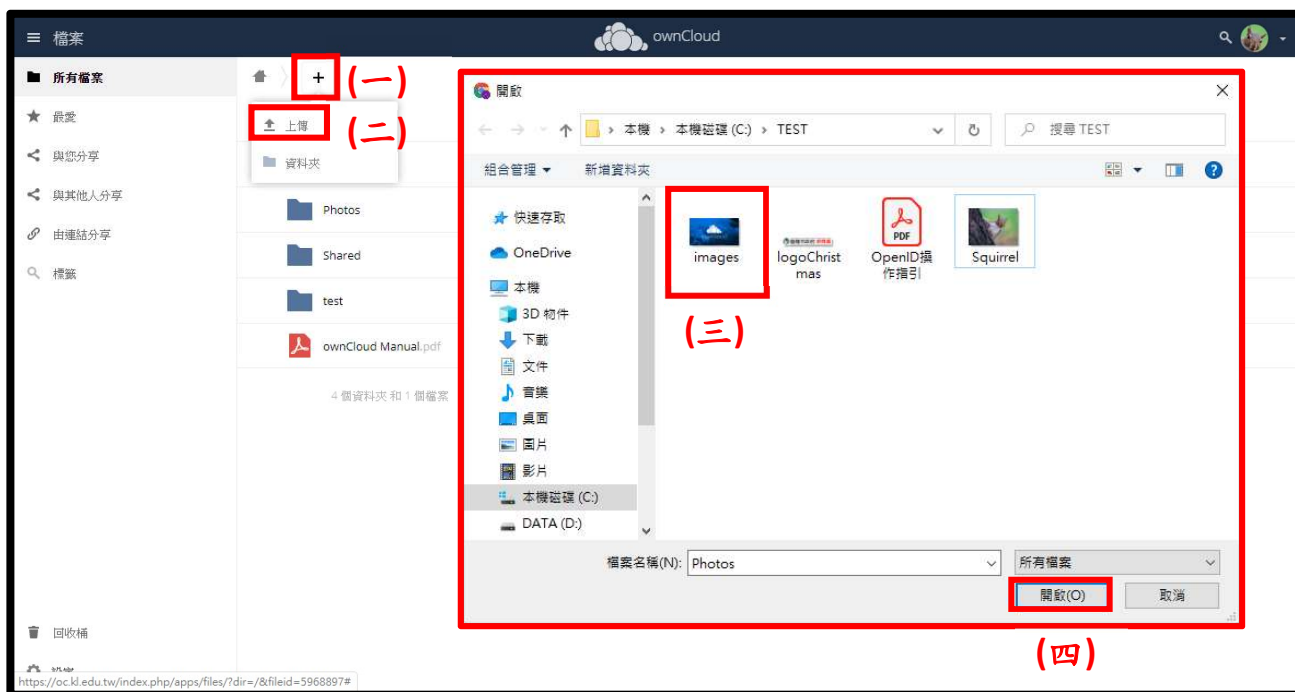 檔案
ownCloud
所有檔案
最愛
與您分享
與其他人分享
由連結分享
標籤
回收桶
https://oc.kl.edu.tw/index.php/apps/files/?dir=/&fileid=5968897#
+
(一)
上傳
(二)
資料夾
Photos
Shared
test
ownCloud Manual.pdf
4 個資料夾 和 1 個檔案
開啟
本機 › 本機磁碟 (C:) › TEST
搜尋 TEST
組合管理
新增資料夾
快速存取
OneDrive
本機
3D 物件
下載
文件
音樂
桌面
圖片
影片
本機磁碟 (C:)
DATA (D:)
images
logoChrist
mas
PDF
OpenID操
作指引
Squirrel
(三)
檔案名稱(N): Photos
所有檔案
開啟(O)
取消
(四)